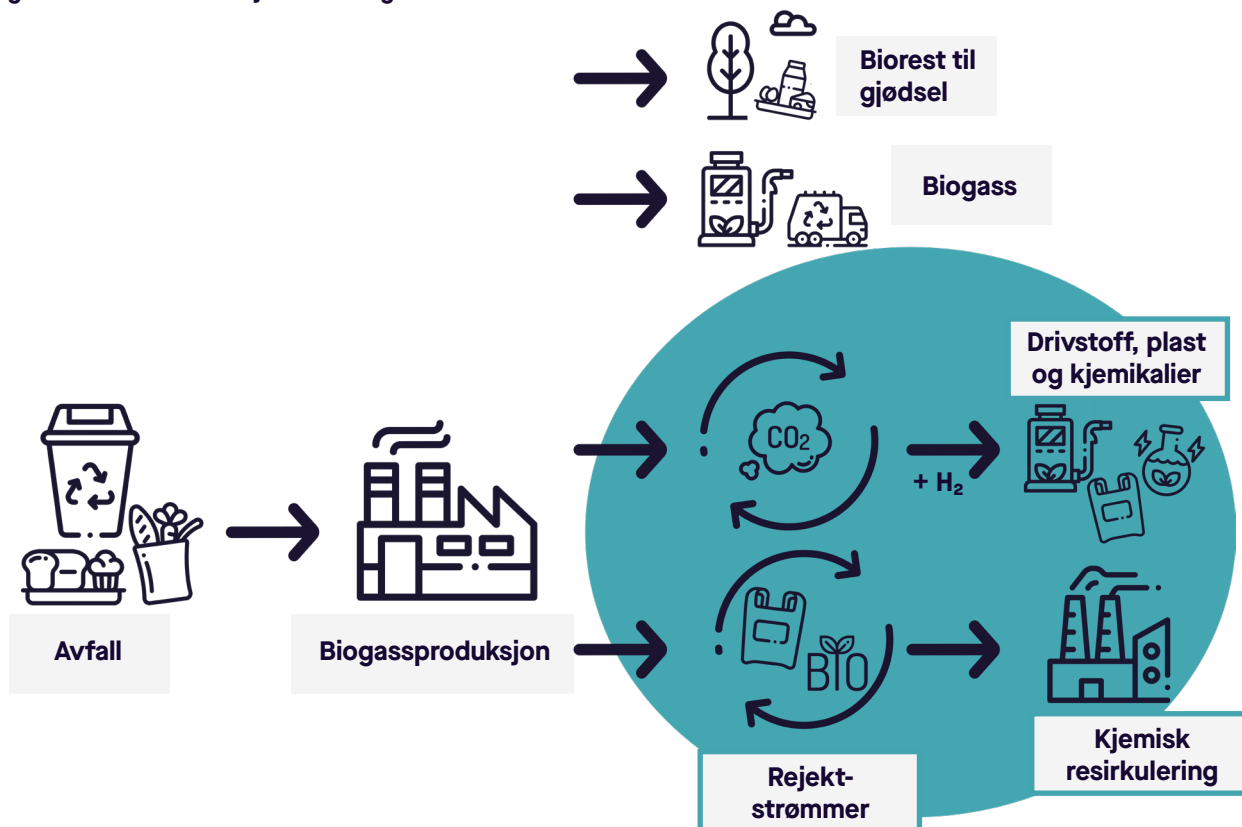 Biorest til
gjødsel
Biogass
Drivstoff, plast
og kjemikalier
CO₂
+ H₂
Avfall
Biogassproduksjon
BIO
Rejekt-
strømmer
Kjemisk
resirkulering